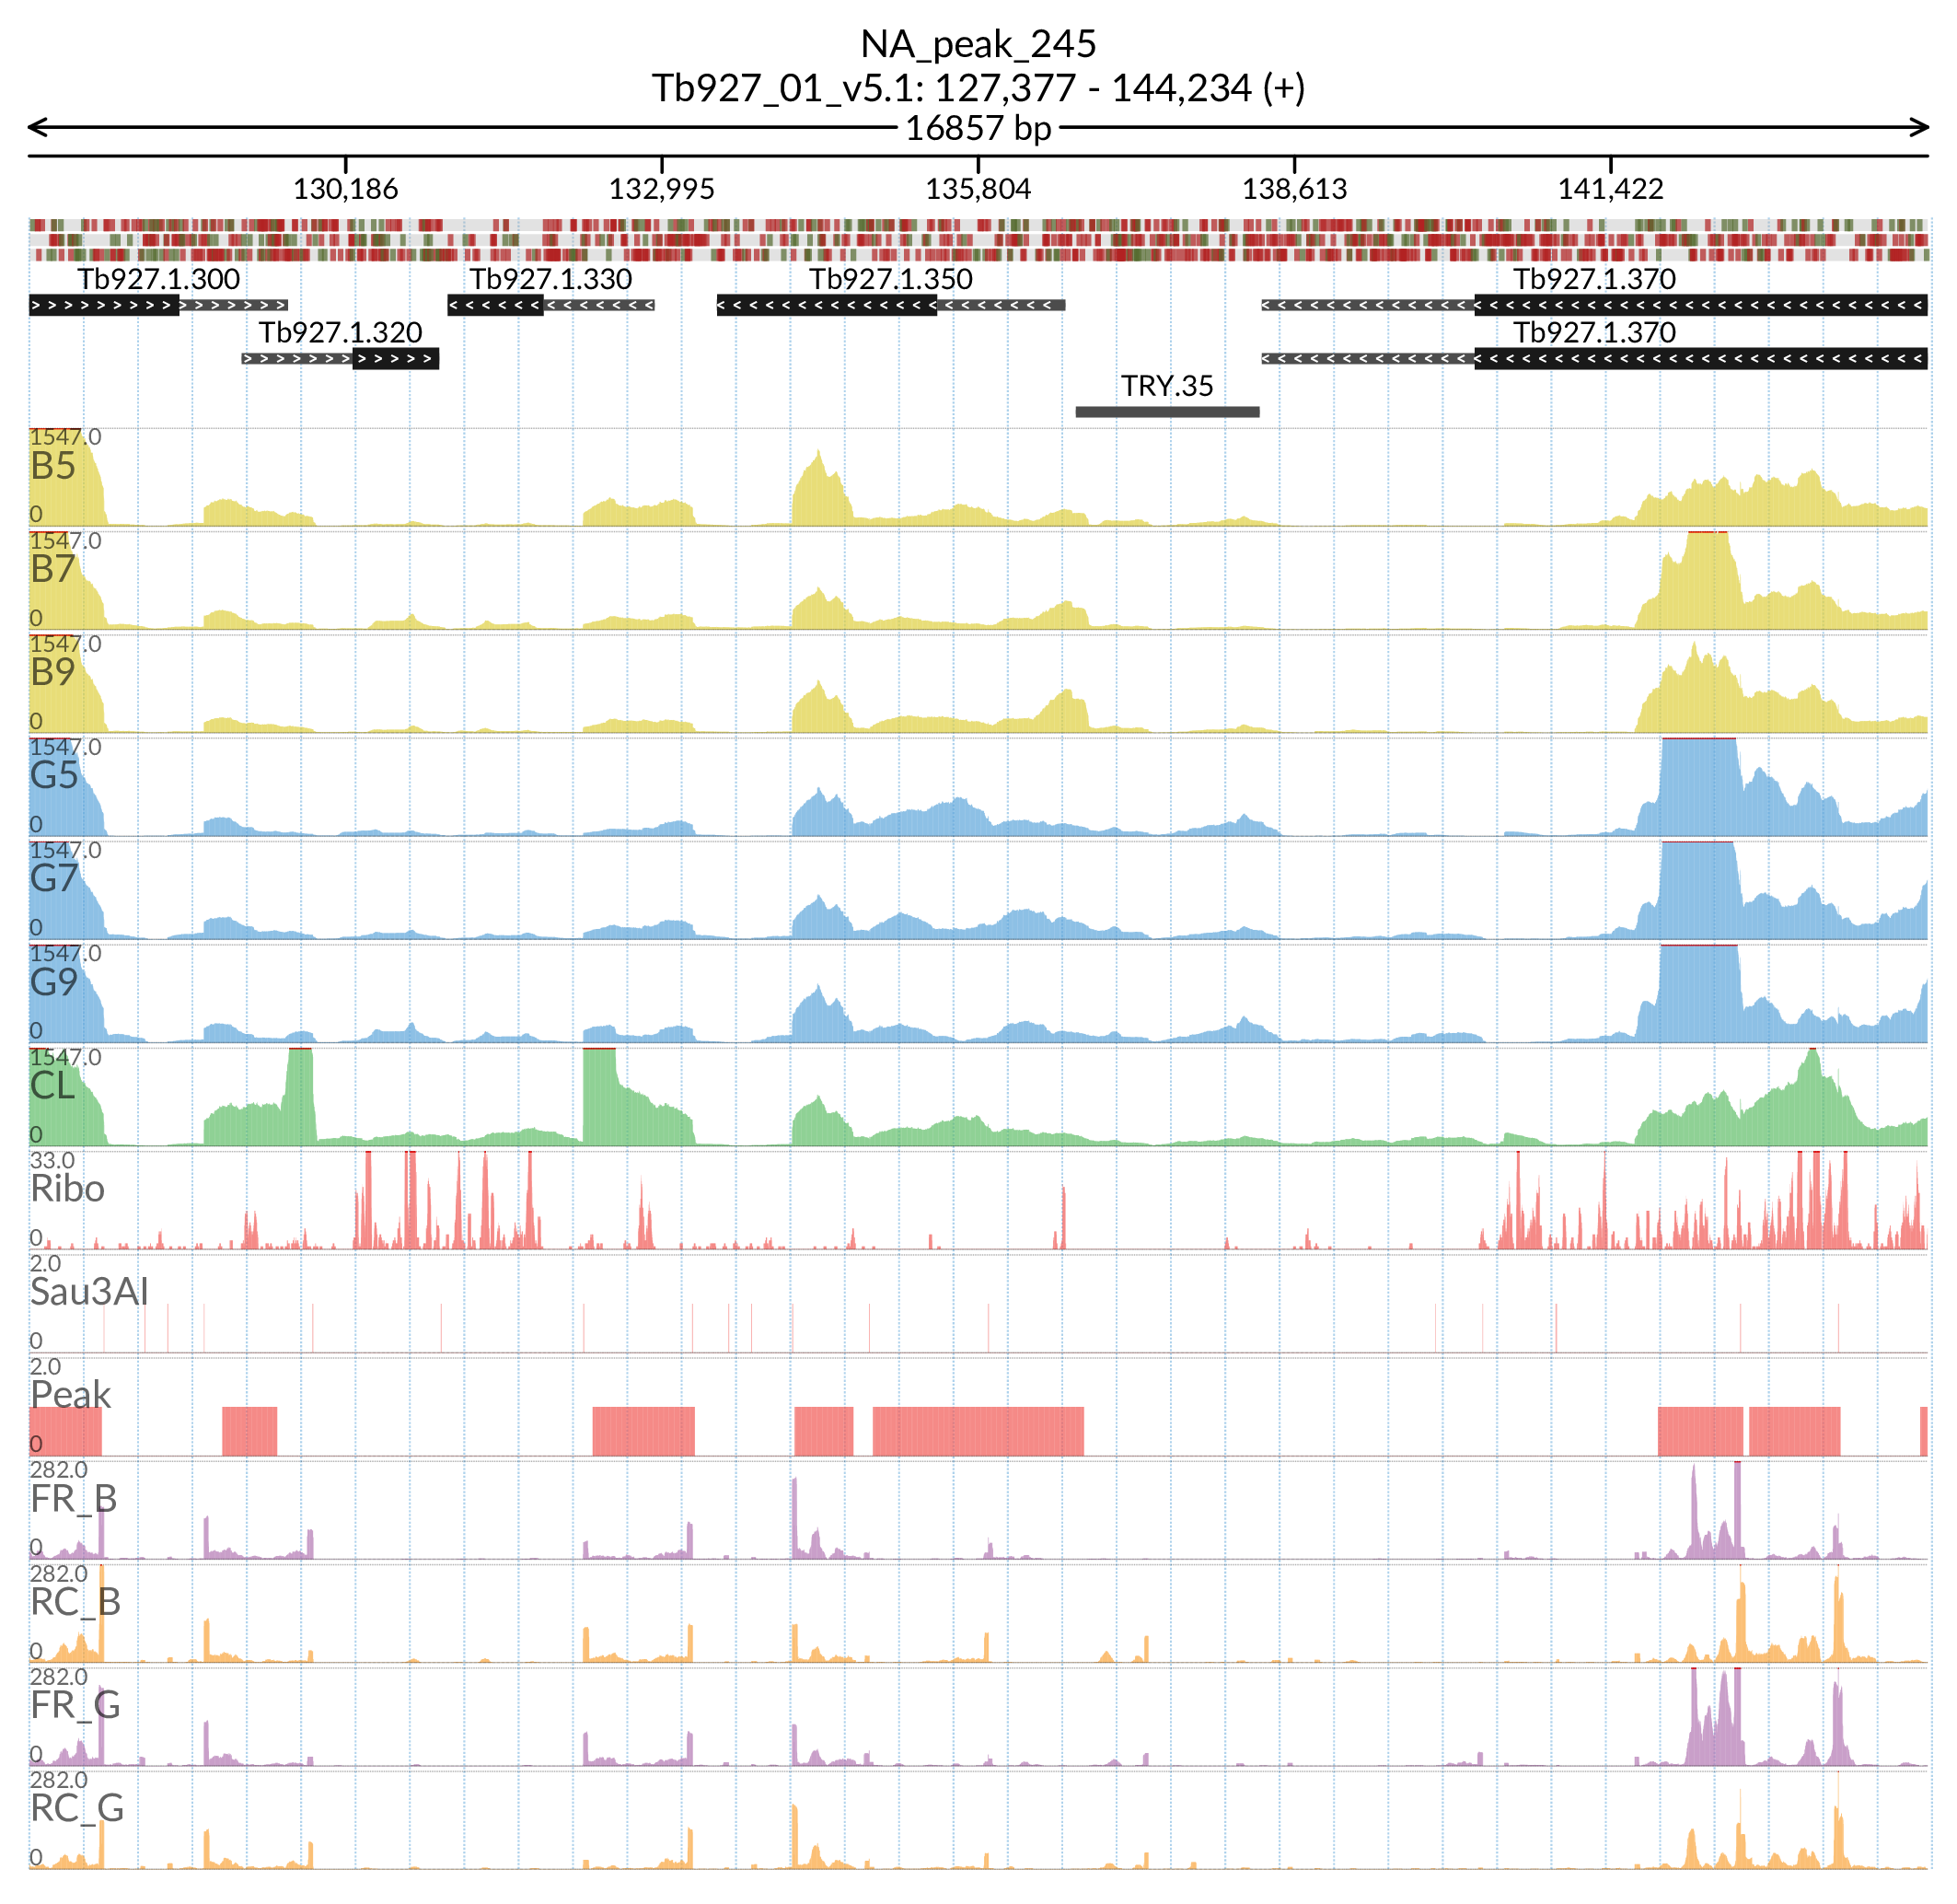 NA_peak_245
Tb927_01_v5.1: 127,377 - 144,234 (+)
16857 bp
130,186 132,995 135,804 138,613 141,422
Tb927.1.300 Tb927.1.330 Tb927.1.350 Tb927.1.370
Tb927.1.320 Tb927.1.370
TRY.35
1547.0
B5
0
1547.0
B7
0
1547.0
B9
0
1547.0
G5
0
1547.0
G7
0
1547.0
G9
0
1547.0
CL
0
33.0
Ribo
0
2.0
Sau3AI
0
2.0
Peak
0
282.0
FR_B
0
282.0
RC_B
0
282.0
FR_G
0
282.0
RC_G
0